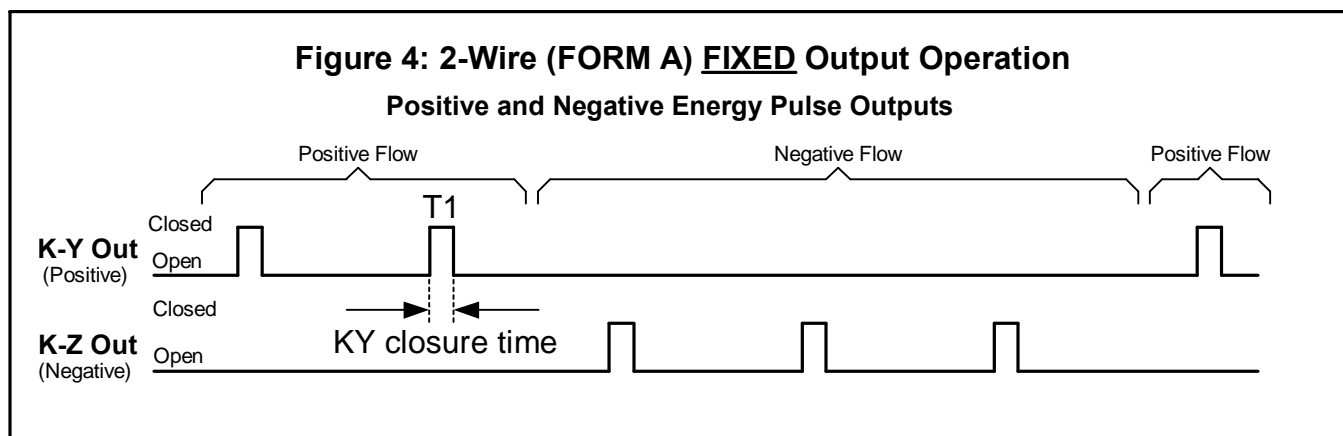 Figure 4: 2-Wire (FORM A) FIXED Output Operation
Positive and Negative Energy Pulse Outputs
Positive Flow
Negative Flow
Positive Flow
T1
Closed
K-Y Out
(Positive)
Open
Closed
KY closure time
K-Z Out
(Negative)
Open